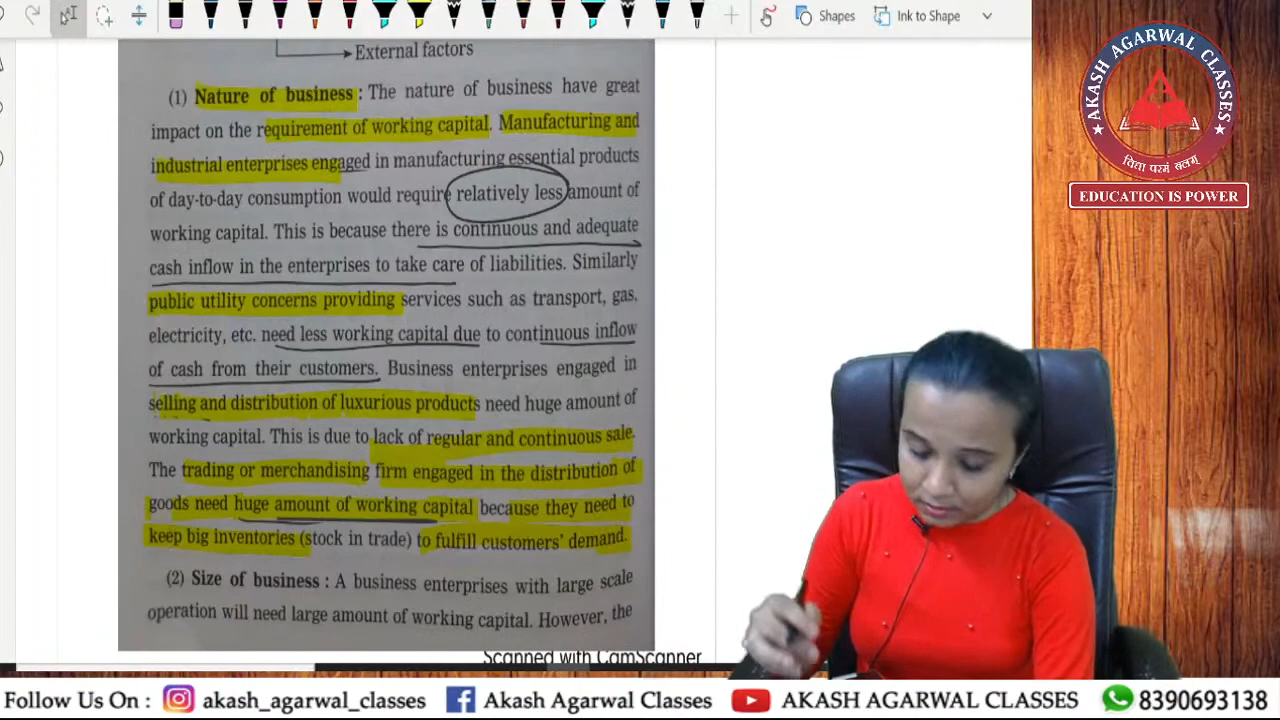 Shapes
Ink to Shape
External factors
(1) Nature of business : The nature of business have great
impact on the requirement of working capital. Manufacturing and
industrial enterprises engaged in manufacturing essential products
of day-to-day consumption would require relatively less amount of
working capital. This is because there is continuous and adequate
cash inflow in the enterprises to take care of liabilities. Similarly
public utility concerns providing services such as transport, gas,
electricity, etc. need less working capital due to continuous inflow
of cash from their customers. Business enterprises engaged in
selling and distribution of luxurious products need huge amount of
working capital. This is due to lack of regular and continuous sale.
The trading or merchandising firm engaged in the distribution of
goods need huge amount of working capital because they need to
keep big inventories (stock in trade) to fulfill customers' demand.
(2) Size of business : A business enterprises with large scale
operation will need large amount of working capital. However, the
Scanned with CamScanner
AKASH AGARWAL CLASSES
विद्या परमं बलम्
EDUCATION IS POWER
Follow Us On : akash_agarwal_classes Akash Agarwal Classes AKASH AGARWAL CLASSES 8390693138